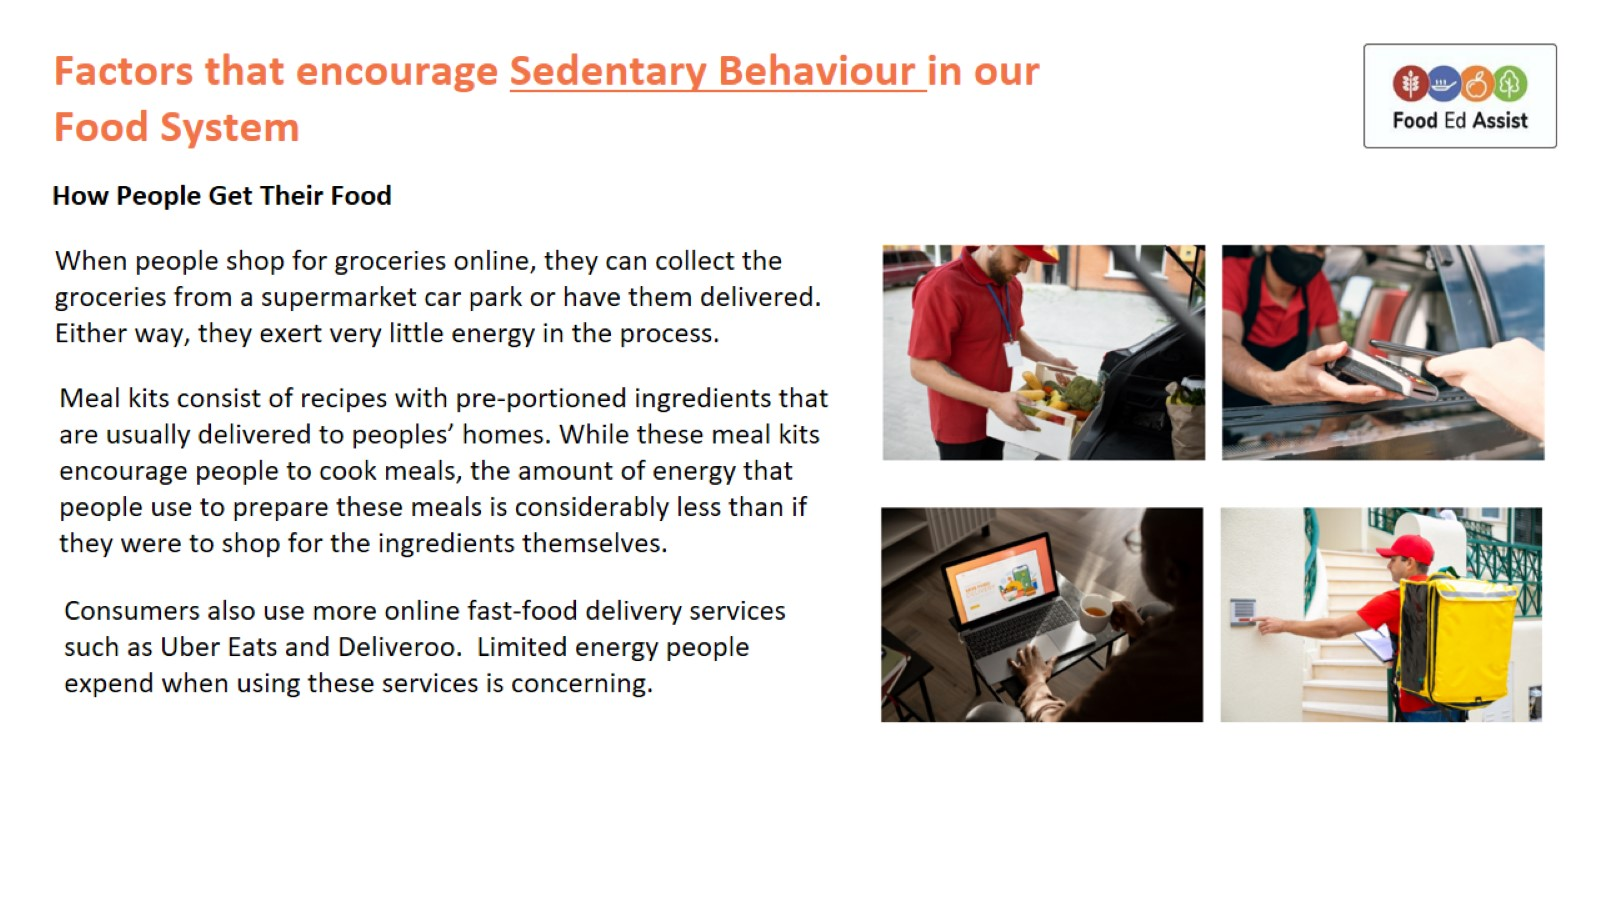 Factors that encourage Sedentary Behaviour in our
Food System
Food Ed Assist
How People Get Their Food
When people shop for groceries online, they can collect the
groceries from a supermarket car park or have them delivered.
Either way, they exert very little energy in the process.
Meal kits consist of recipes with pre-portioned ingredients that
are usually delivered to peoples’ homes. While these meal kits
encourage people to cook meals, the amount of energy that
people use to prepare these meals is considerably less than if
they were to shop for the ingredients themselves.
Consumers also use more online fast-food delivery services
such as Uber Eats and Deliveroo.  Limited energy people
expend when using these services is concerning.